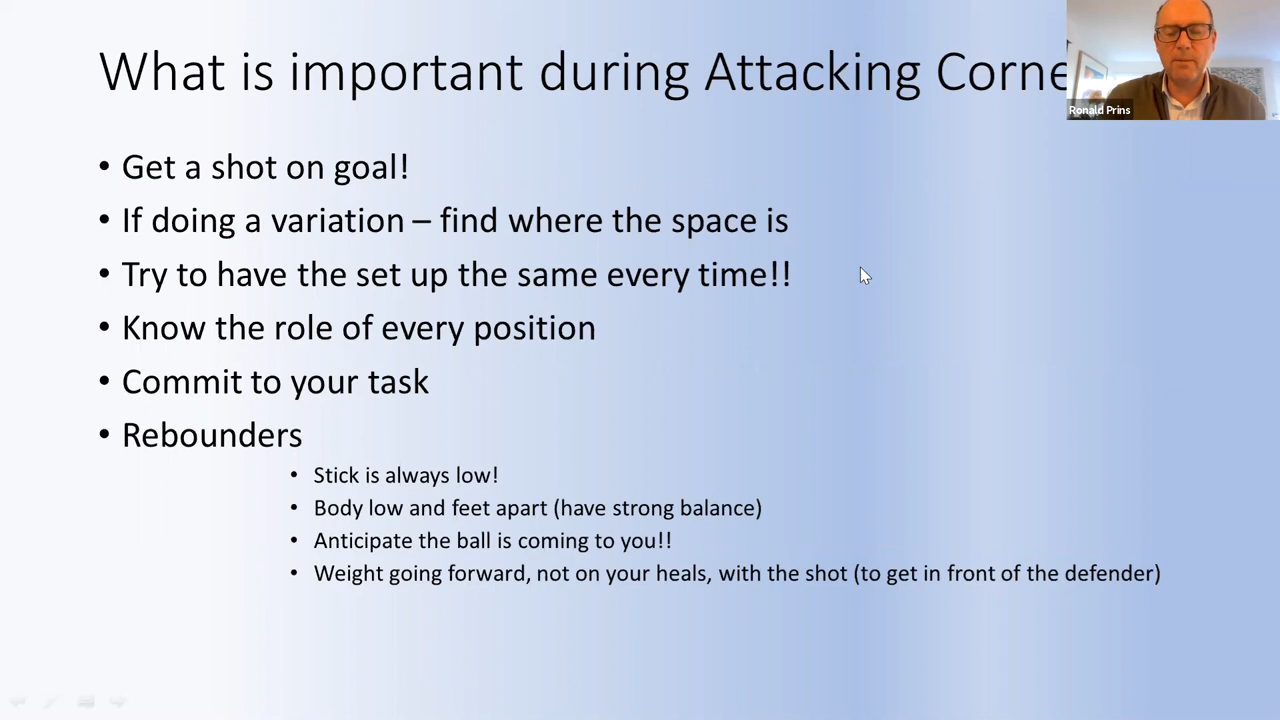 What is important during Attacking Corne
Ronald Prins
• Get a shot on goal!
• If doing a variation – find where the space is
• Try to have the set up the same every time!!
• Know the role of every position
• Commit to your task
• Rebounders
• Stick is always low!
• Body low and feet apart (have strong balance)
• Anticipate the ball is coming to you!!
• Weight going forward, not on your heals, with the shot (to get in front of the defender)